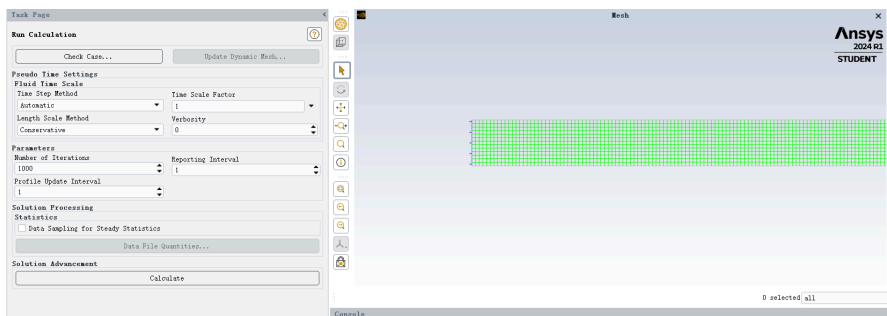 Task Page <
Mesh ×
Run Calculation
Check Case... Update Dynamic Mesh...
Pseudo Time Settings
Fluid Time Scale
Time Step Method Time Scale Factor
Automatic 1
Length Scale Method Verbosity
Conservative 0
Parameters
Number of Iterations Reporting Interval
1000 1
Profile Update Interval
1
Solution Processing
Statistics
Data Sampling for Steady Statistics
Data File Quantities...
Solution Advancement
Calculate
Ansys
2024 R1
STUDENT
0 selected all
Console